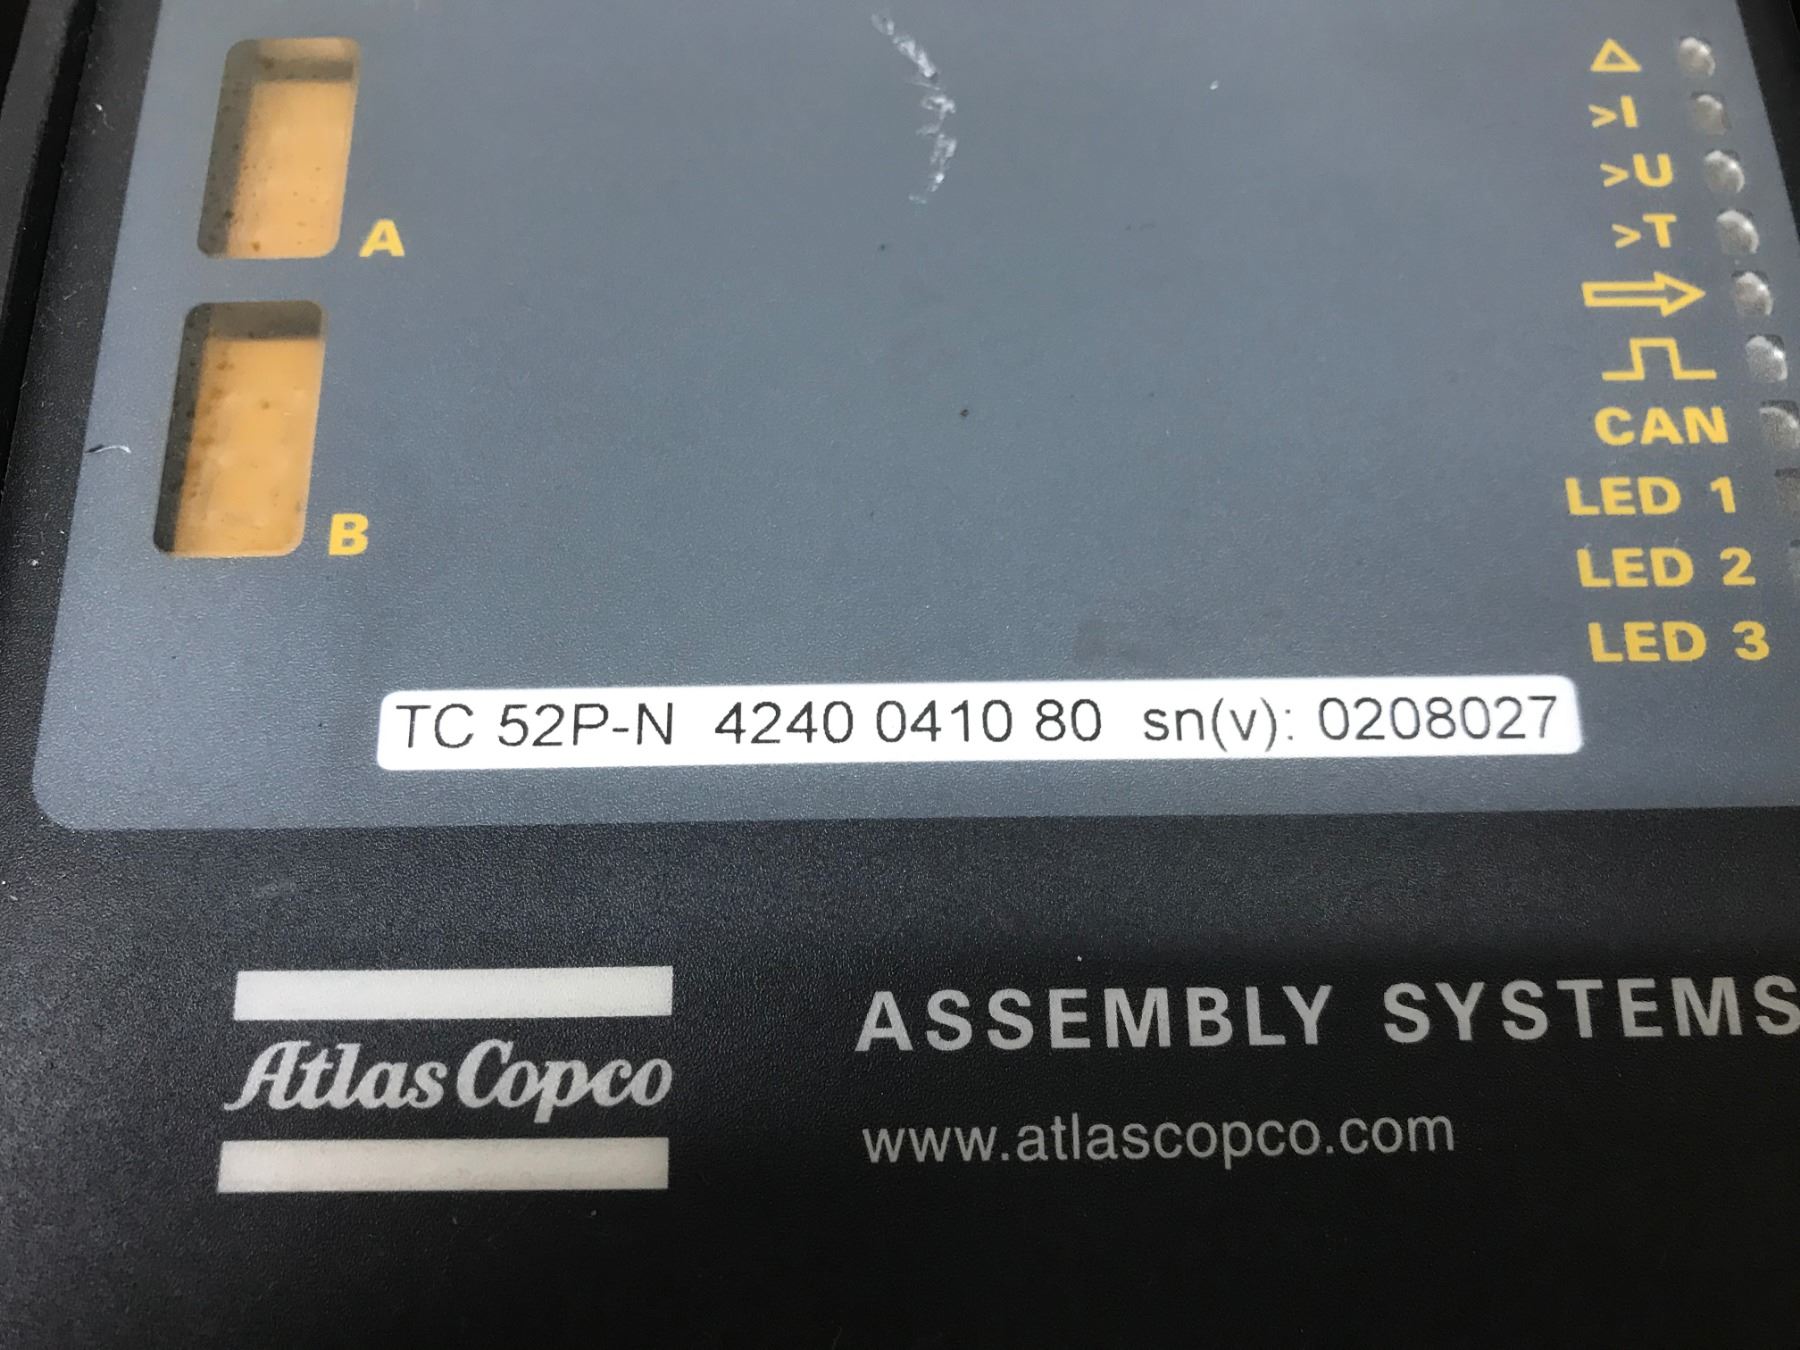 A
B
>I
>U
>T
CAN
LED 1
LED 2
LED 3
TC 52P-N 4240 0410 80 sn(v): 0208027
Atlas Copco
ASSEMBLY SYSTEMS
www.atlascopco.com